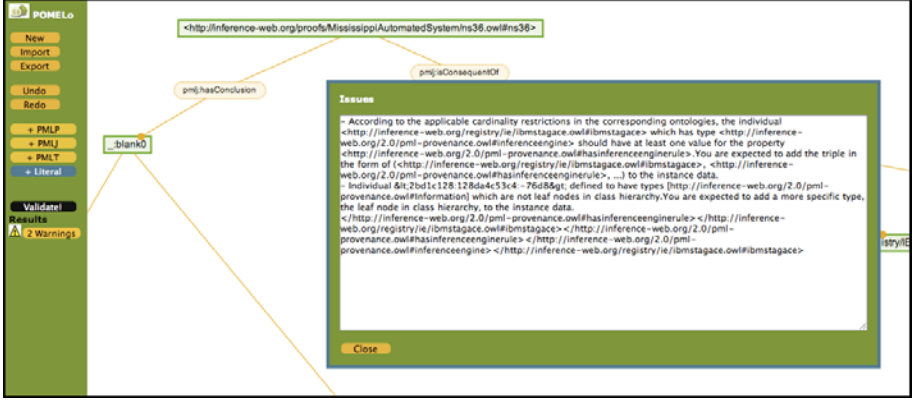 POMELo
New
Import
Export
Undo
Redo
+ PMLP
+ PMLJ
+ PMLT
+ Literal
Validate!
Results
2 Warnings
<http://inference-web.org/proofs/MississippiAutomatedSystem/ns36.owl#ns36>
pmlj:isConsequentOf
pmlj:hasConclusion
_:blank0
Issues
- According to the applicable cardinality restrictions in the corresponding ontologies, the individual
<http://inference-web.org/registry/ie/ibmstagace.owl#ibmstagace> which has type <http://inference-
web.org/2.0/pml-provenance.owl#inferenceengine> should have at least one value for the property
<http://inference-web.org/2.0/pml-provenance.owl#hasinferenceenginerule>.You are expected to add the triple in
the form of (<http://inference-web.org/registry/ie/ibmstagace.owl#ibmstagace>, <http://inference-
web.org/2.0/pml-provenance.owl#hasinferenceenginerule>, ...) to the instance data.
- Individual &lt;2bd1c128:128da4c53c4:-76d8&gt; defined to have types [http://inference-web.org/2.0/pml-
provenance.owl#Information] which are not leaf nodes in class hierarchy.You are expected to add a more specific type,
the leaf node in class hierarchy, to the instance data.
</http://inference-web.org/2.0/pml-provenance.owl#hasinferenceenginerule></http://inference-
web.org/registry/ie/ibmstagace.owl#ibmstagace></http://inference-web.org/2.0/pml-
provenance.owl#hasinferenceenginerule></http://inference-web.org/2.0/pml-
provenance.owl#inferenceengine></http://inference-web.org/registry/ie/ibmstagace.owl#ibmstagace>
istry/IE
Close